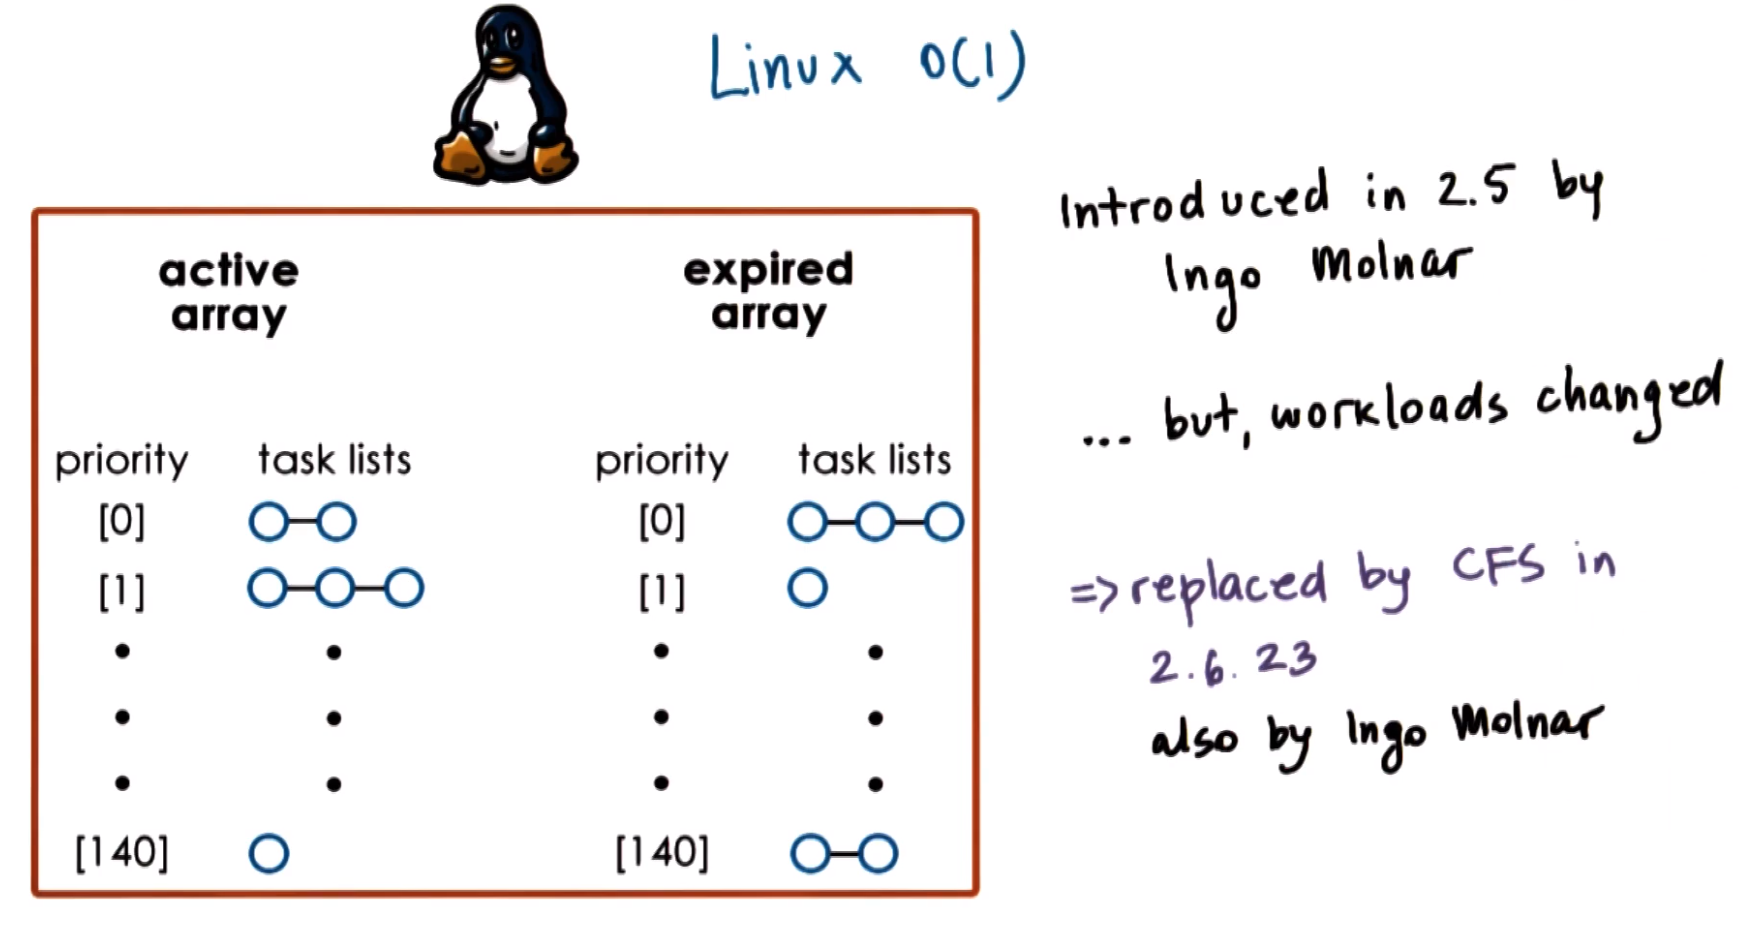 Linux O(1)
active array
expired array
priority task lists
priority task lists
[0]
[0]
[1]
[1]
[140]
[140]
Introduced in 2.5 by
Ingo Molnar
... but, workloads changed
=> replaced by CFS in
2.6.23
also by Ingo Molnar